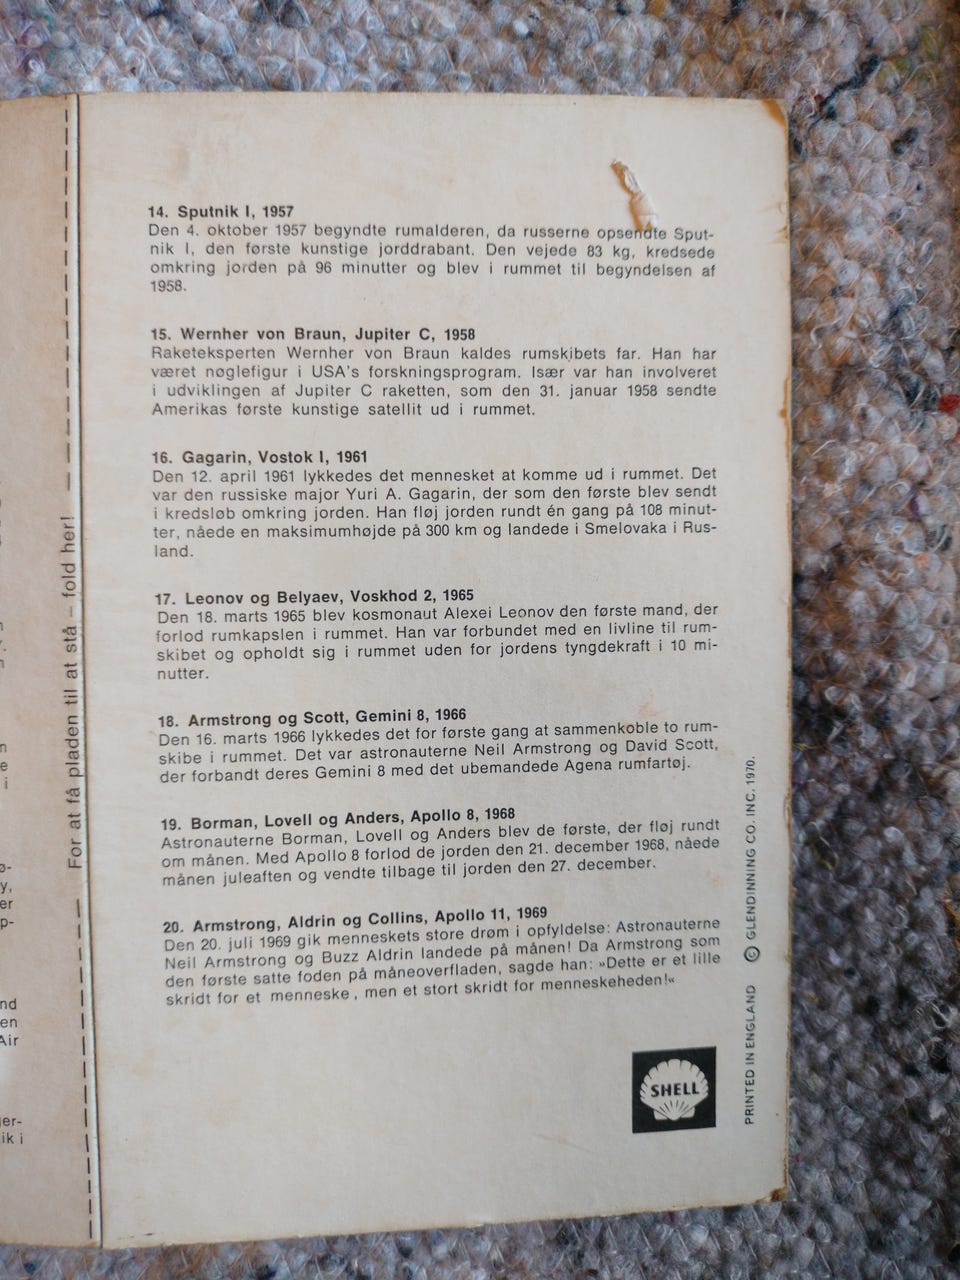 14. Sputnik I, 1957
Den 4. oktober 1957 begyndte rumalderen, da russerne opsendte Sput-
nik I, den første kunstige jorddrabant. Den vejede 83 kg, kredsede
omkring jorden på 96 minutter og blev i rummet til begyndelsen af
1958.
15. Wernher von Braun, Jupiter C, 1958
Raketeksperten Wernher von Braun kaldes rumskibets far. Han har
været nøglefigur i USA's forskningsprogram. Især var han involveret
i udviklingen af Jupiter C raketten, som den 31. januar 1958 sendte
Amerikas første kunstige satellit ud i rummet.
16. Gagarin, Vostok I, 1961
Den 12. april 1961 lykkedes det mennesket at komme ud i rummet. Det
var den russiske major Yuri A. Gagarin, der som den første blev sendt
i kredsløb omkring jorden. Han fløj jorden rundt én gang på 108 minut-
ter, nåede en maksimumhøjde på 300 km og landede i Smelovaka i Rus-
land.
17. Leonov og Belyaev, Voskhod 2, 1965
Den 18. marts 1965 blev kosmonaut Alexei Leonov den første mand, der
forlod rumkapslen i rummet. Han var forbundet med en livline til rum-
skibet og opholdt sig i rummet uden for jordens tyngdekraft i 10 mi-
nutter.
18. Armstrong og Scott, Gemini 8, 1966
Den 16. marts 1966 lykkedes det for første gang at sammenkoble to rum-
skibe i rummet. Det var astronauterne Neil Armstrong og David Scott,
der forbandt deres Gemini 8 med det ubemandede Agena rumfartøj.
19. Borman, Lovell og Anders, Apollo 8, 1968
Astronauterne Borman, Lovell og Anders blev de første, der fløj rundt
om månen. Med Apollo 8 forlod de jorden den 21. december 1968, nåede
månen juleaften og vendte tilbage til jorden den 27. december.
20. Armstrong, Aldrin og Collins, Apollo 11, 1969
Den 20. juli 1969 gik menneskets store drøm i opfyldelse: Astronauterne
Neil Armstrong og Buzz Aldrin landede på månen! Da Armstrong som
den første satte foden på måneoverfladen, sagde han: »Dette er et lille
skridt for et menneske, men et stort skridt for menneskeheden!«
SHELL
PRINTED IN ENGLAND © GLENDINNING CO. INC. 1970.
For at få pladen til at stå – fold her!